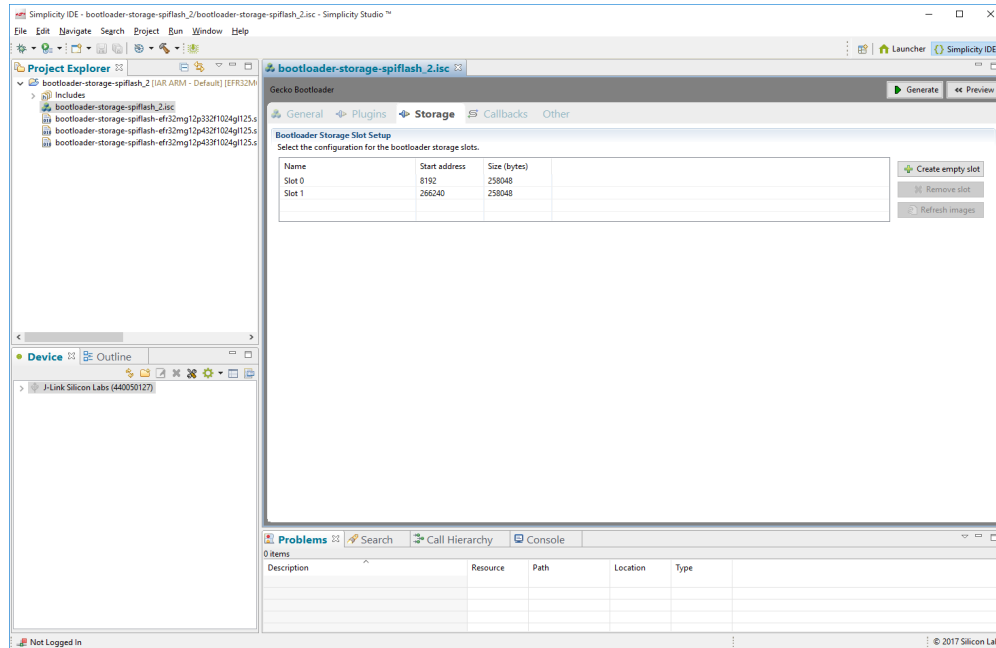 Simplicity IDE - bootloader-storage-spiflash_2/bootloader-storage-spiflash_2.isc - Simplicity Studio ™
File Edit Navigate Search Project Run Window Help
Launcher Simplicity IDE
Project Explorer
bootloader-storage-spiflash_2 [IAR ARM - Default] [EFR32M
Includes
bootloader-storage-spiflash_2.isc
bootloader-storage-spiflash-efr32mg12p332f1024gl125.s
bootloader-storage-spiflash-efr32mg12p432f1024gl125.s
bootloader-storage-spiflash-efr32mg12p433f1024gl125.s
bootloader-storage-spiflash_2.isc
Gecko Bootloader
Generate
Preview
General Plugins Storage Callbacks Other
Bootloader Storage Slot Setup
Select the configuration for the bootloader storage slots.
Name Start address Size (bytes)
Slot 0 8192 258048
Slot 1 266240 258048
Create empty slot
Remove slot
Refresh images
Device Outline
J-Link Silicon Labs (440050127)
Problems Search Call Hierarchy Console
0 items
Description Resource Path Location Type
Not Logged In
© 2017 Silicon Lal